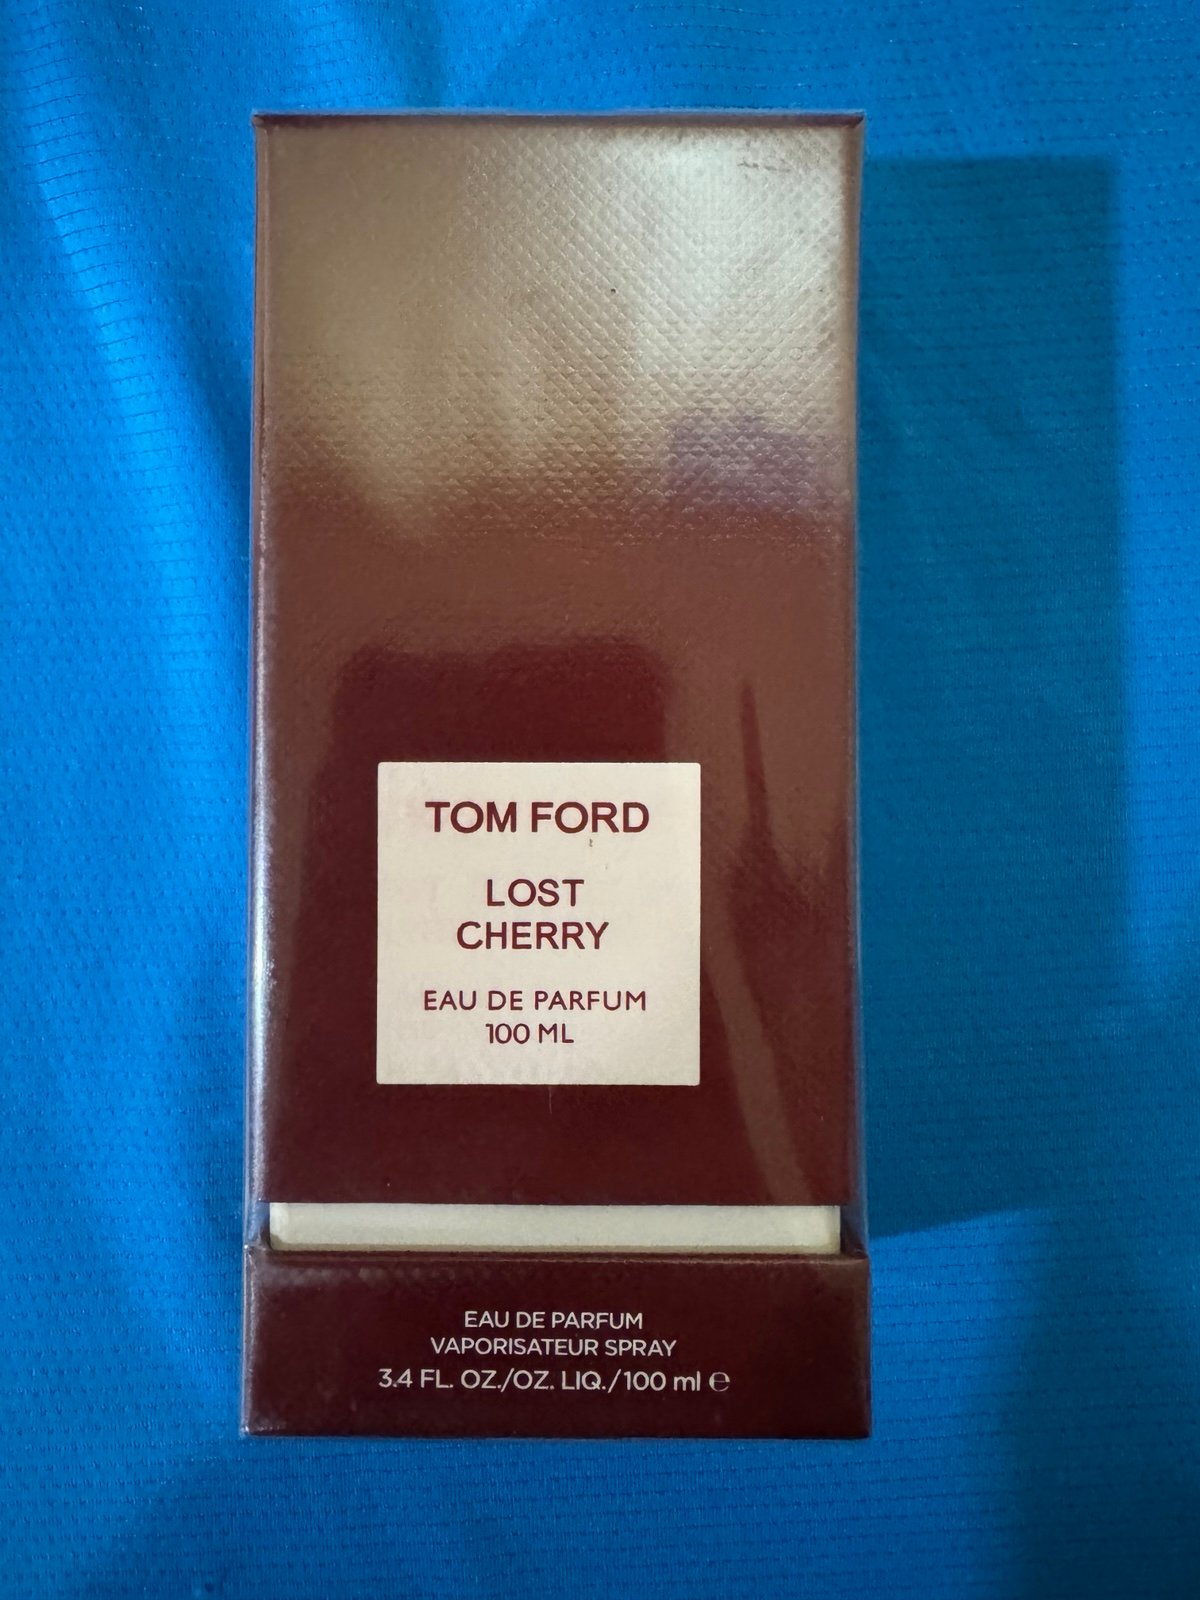 TOM FORD
LOST
CHERRY
EAU DE PARFUM
100 ML
EAU DE PARFUM
VAPORISATEUR SPRAY
3.4 FL. OZ./OZ. LIQ./100 ml ℮